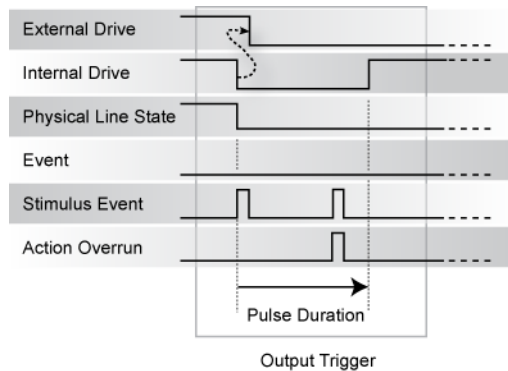 External Drive
Internal Drive
Physical Line State
Event
Stimulus Event
Action Overrun
Pulse Duration
Output Trigger